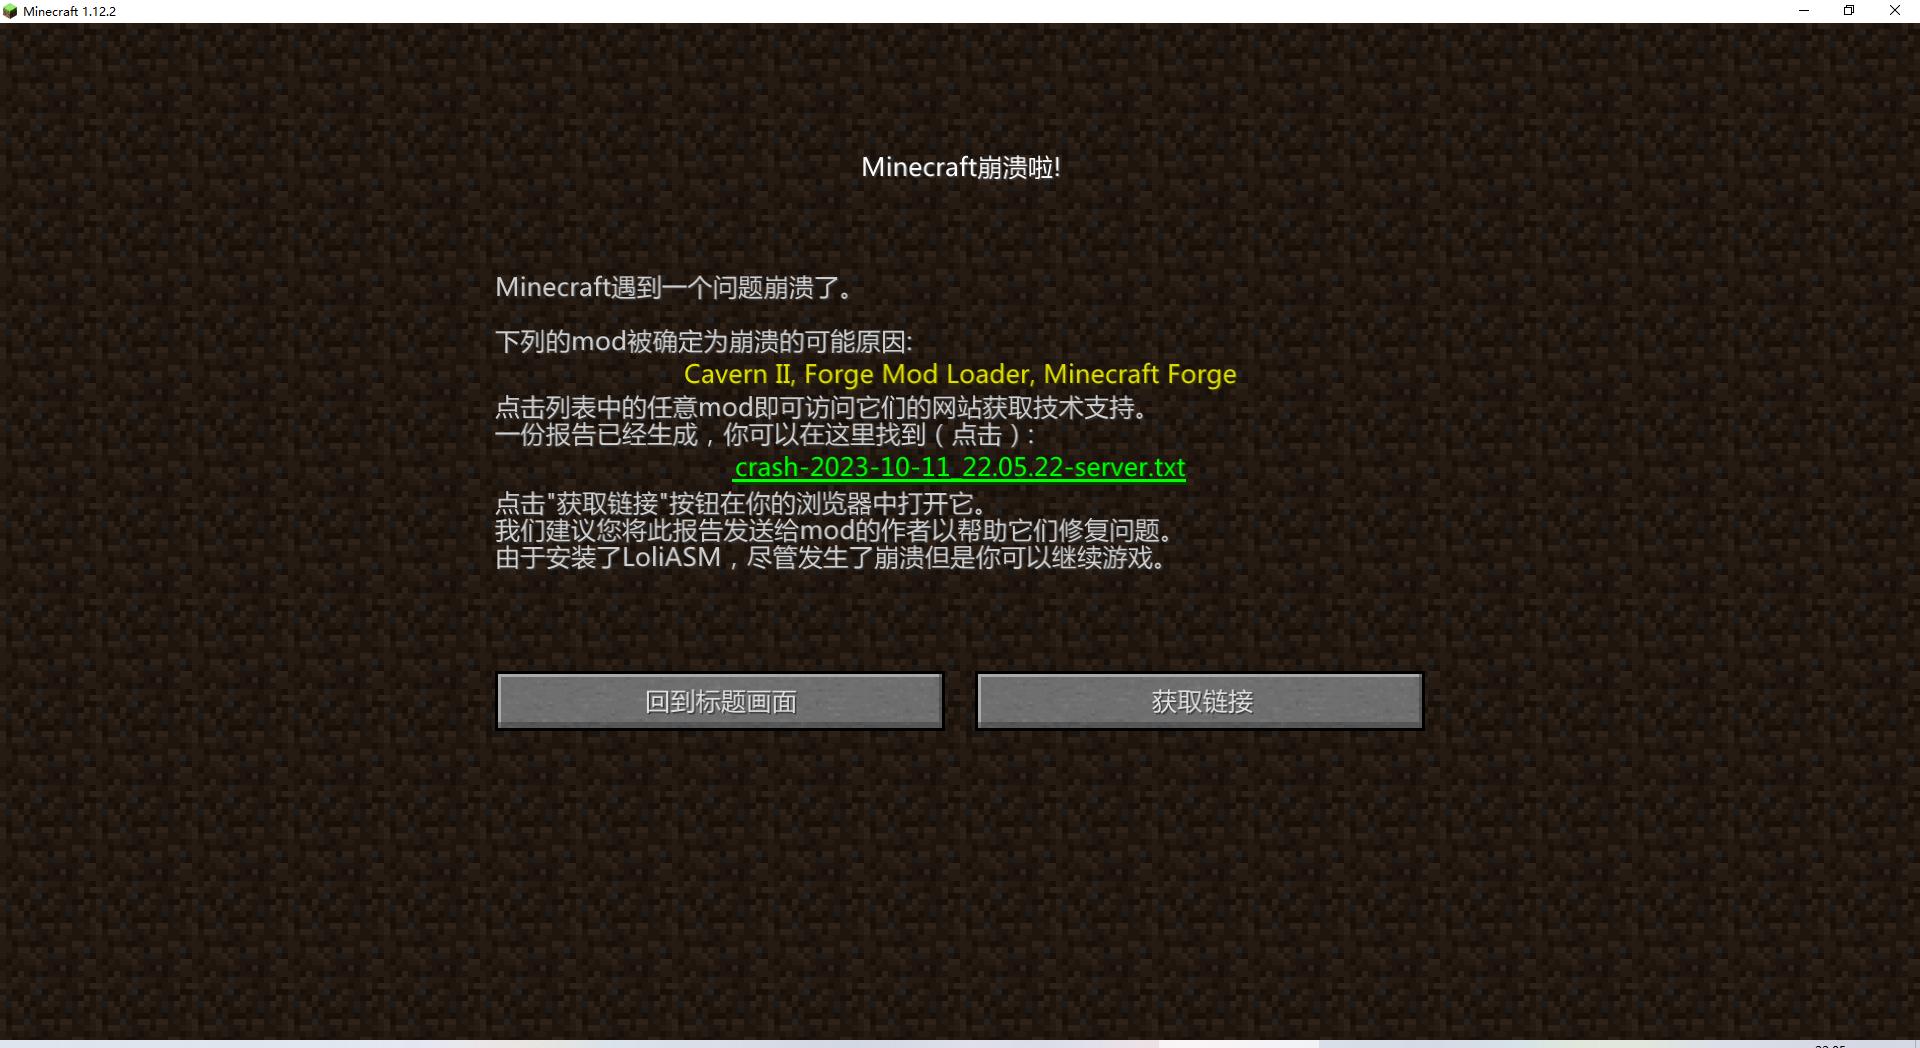 Minecraft 1.12.2
Minecraft崩溃啦!
Minecraft遇到一个问题崩溃了。
下列的mod被确定为崩溃的可能原因:
Cavern II, Forge Mod Loader, Minecraft Forge
点击列表中的任意mod即可访问它们的网站获取技术支持。
一份报告已经生成，你可以在这里找到（点击）:
crash-2023-10-11_22.05.22-server.txt
点击"获取链接"按钮在你的浏览器中打开它。
我们建议您将此报告发送给mod的作者以帮助它们修复问题。
由于安装了LoliASM，尽管发生了崩溃但是你可以继续游戏。
回到标题画面
获取链接